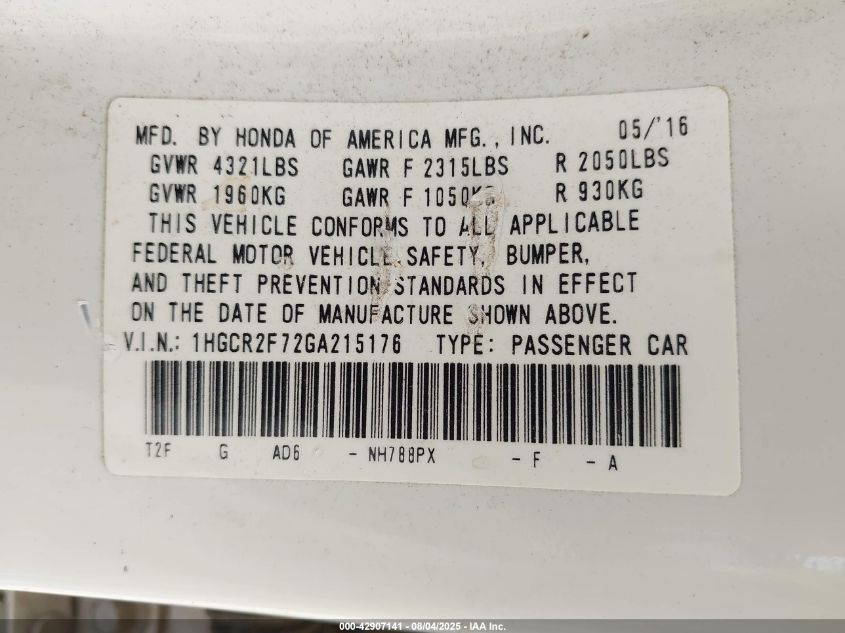 MFD. BY HONDA OF AMERICA MFG., INC. 05/'16
GVWR 4321LBS GAWR F 2315LBS R 2050LBS
GVWR 1960KG GAWR F 1050KG R 930KG
THIS VEHICLE CONFORMS TO ALL APPLICABLE
FEDERAL MOTOR VEHICLE SAFETY, BUMPER,
AND THEFT PREVENTION STANDARDS IN EFFECT
ON THE DATE OF MANUFACTURE SHOWN ABOVE.
V.I.N.: 1HGCR2F72GA215176 TYPE: PASSENGER CAR
T2F G AD6 - NH788PX - F - A
000-42907141 - 08/04/2025 - IAA Inc.